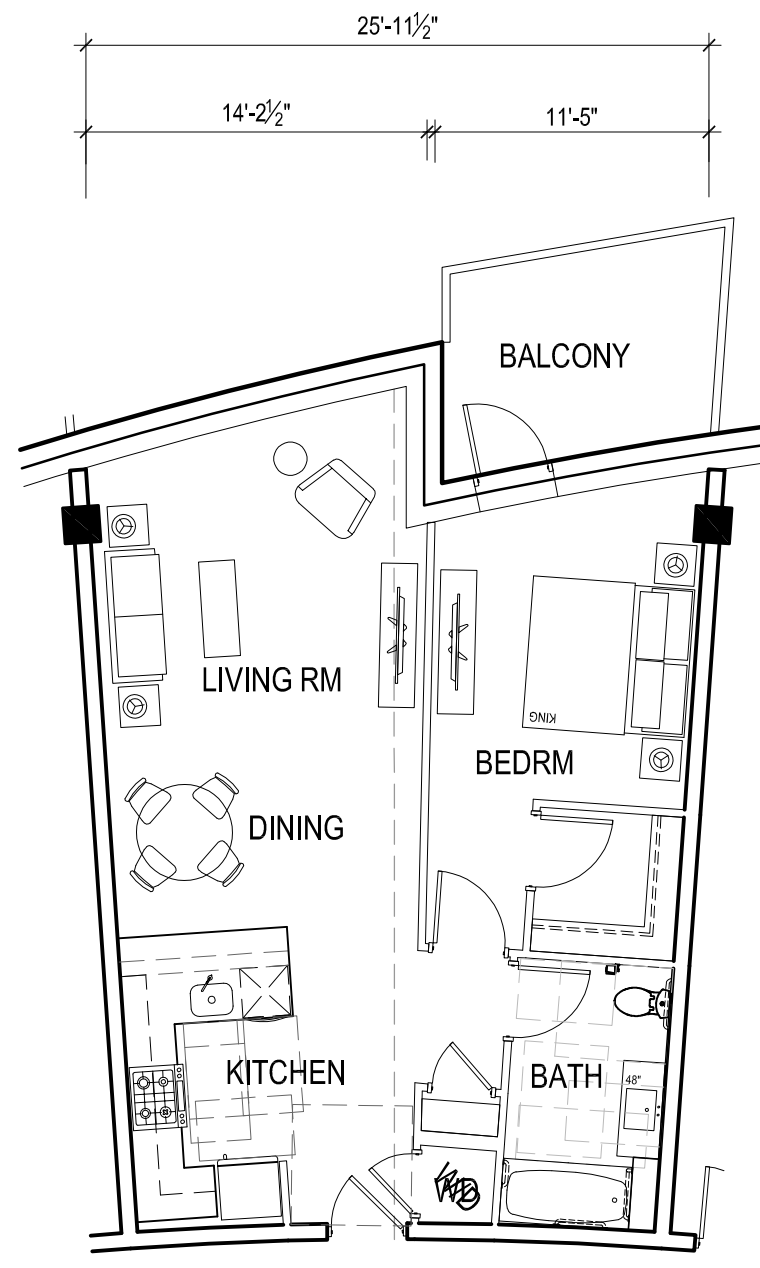 25'-11½"
14'-2½"
11'-5"
BALCONY
LIVING RM
KING
BEDRM
DINING
KITCHEN
BATH
48"